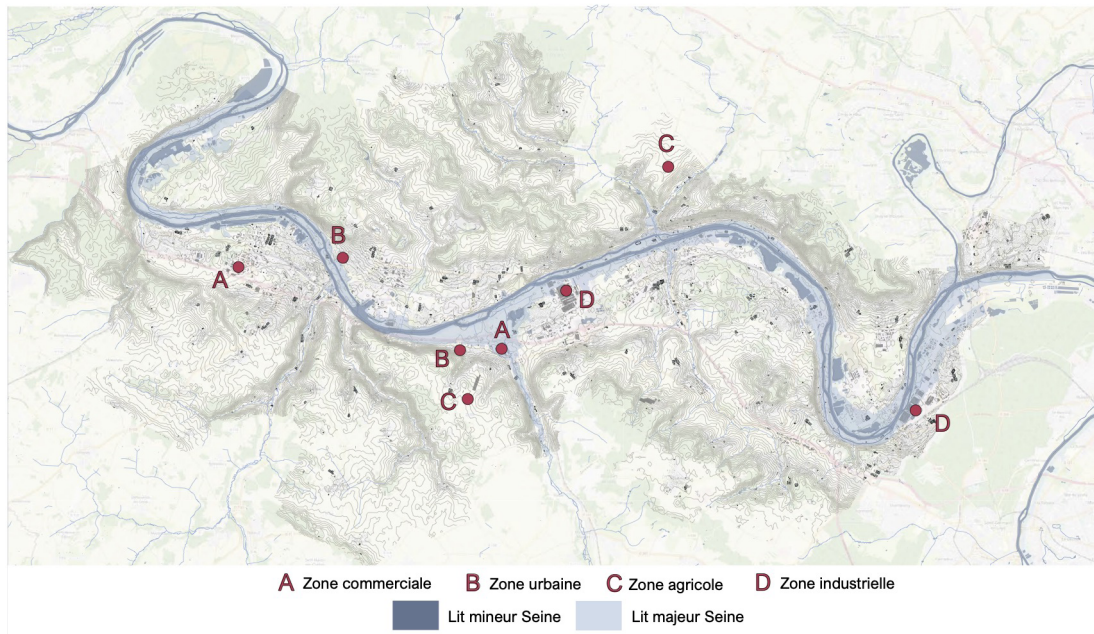 C
B
A
D
A
B
C
D
A Zone commerciale B Zone urbaine C Zone agricole D Zone industrielle
Lit mineur Seine Lit majeur Seine